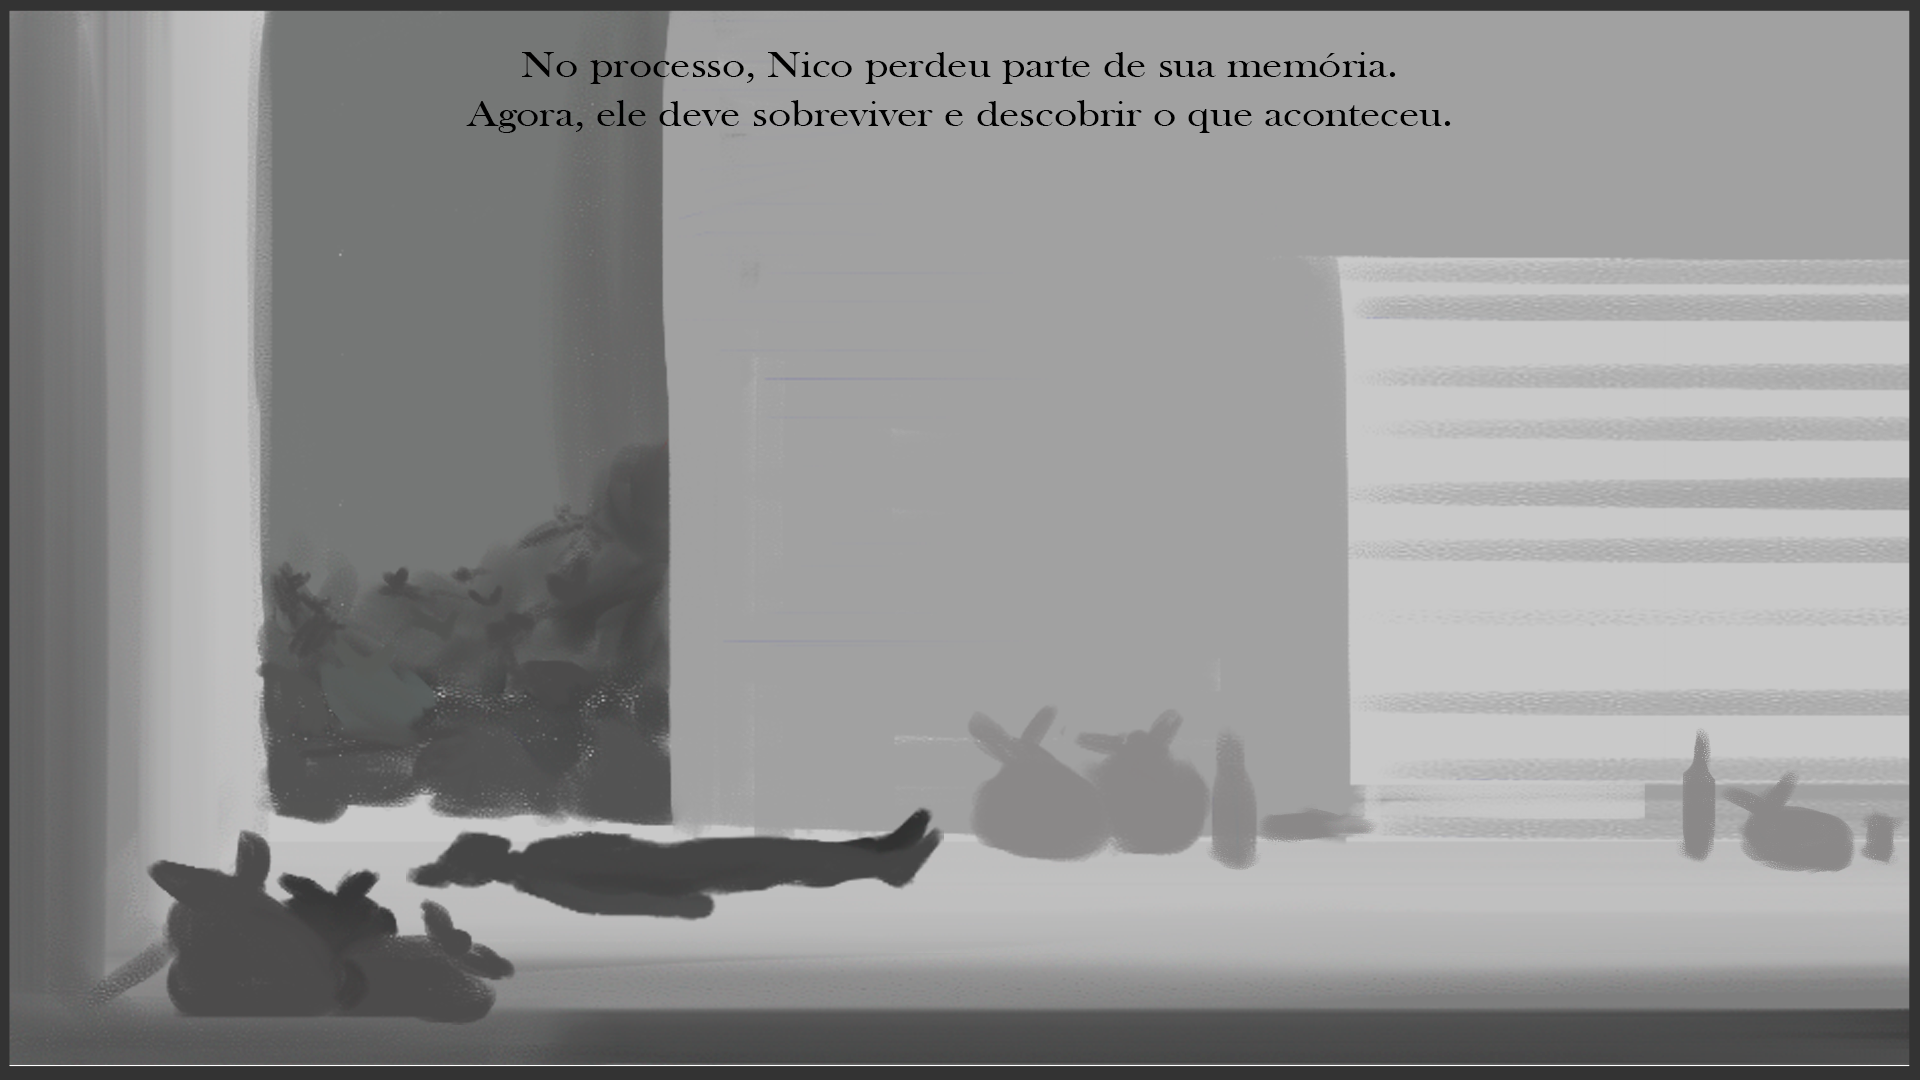 No processo, Nico perdeu parte de sua memória.
Agora, ele deve sobreviver e descobrir o que aconteceu.